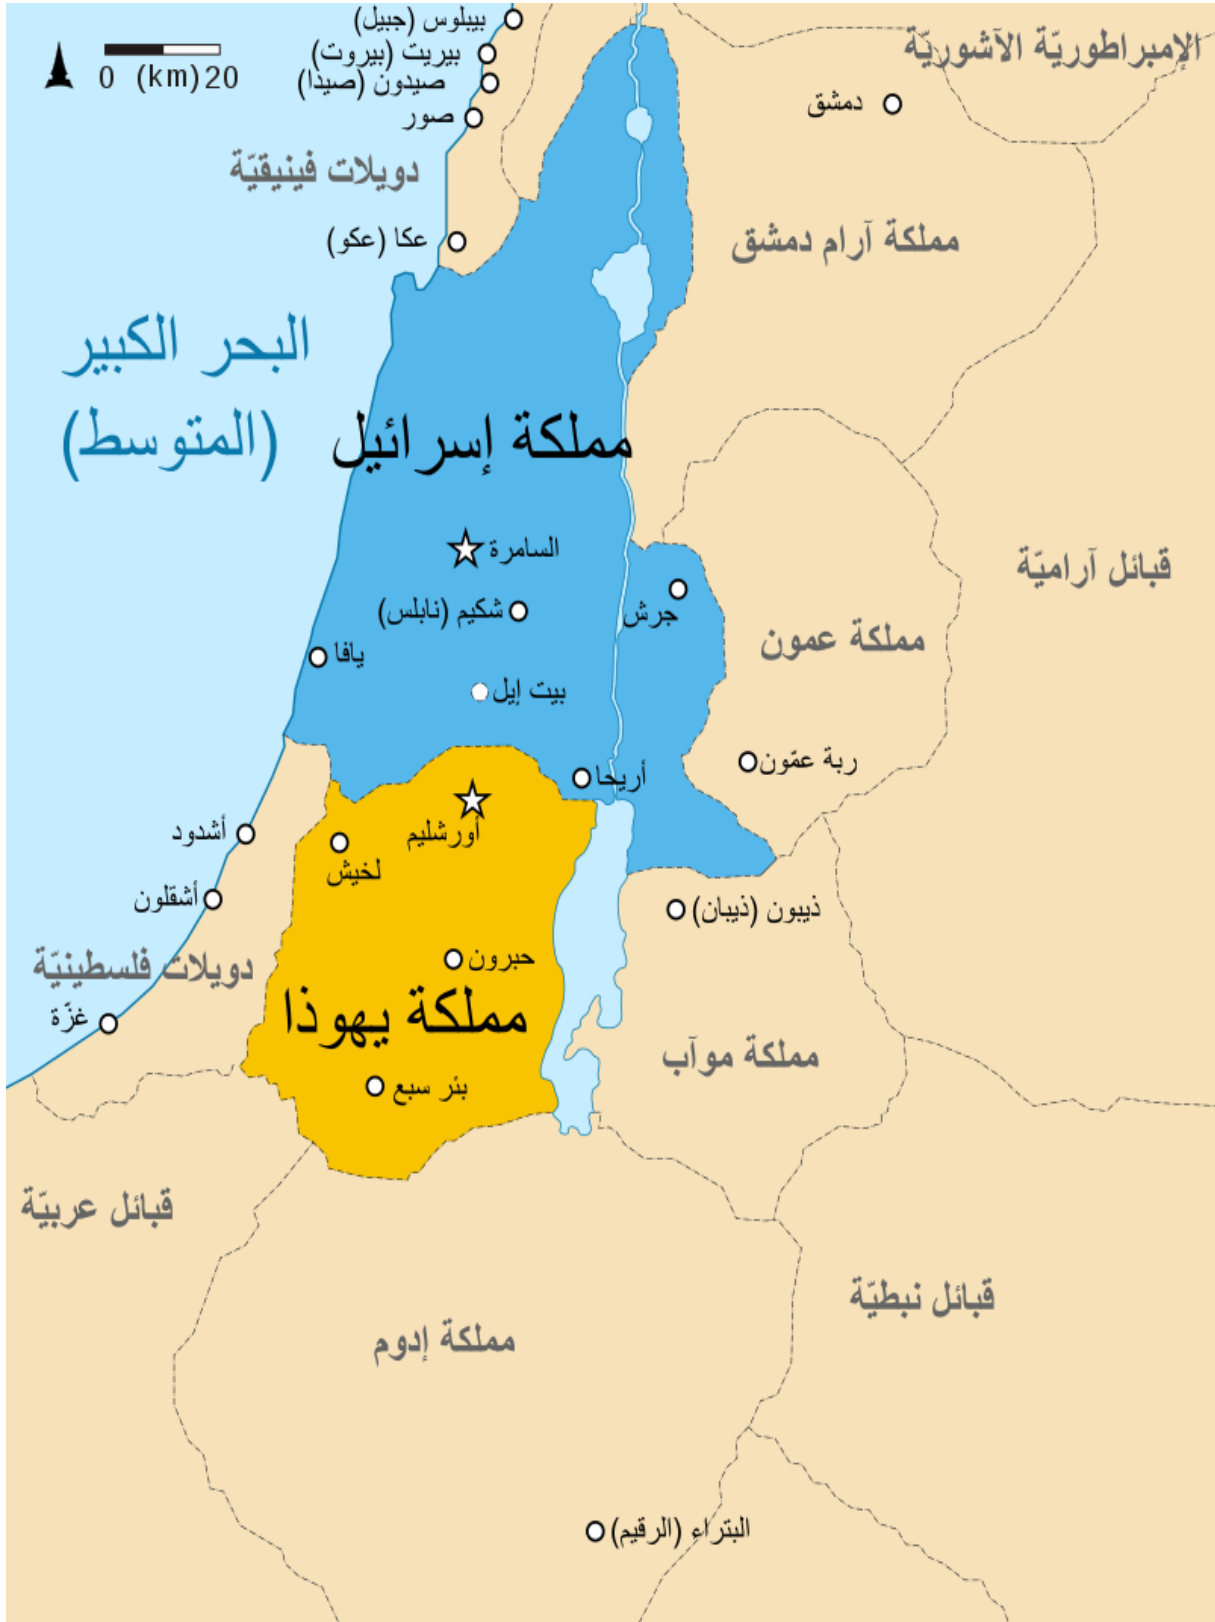 بيبلوس (جبيل)
بيريت (بيروت)
0 (km) 20
صيدون (صيدا)
الإمبراطوريّة الآشوريّة
دمشق
صور
دويلات فينيقيّة
عكا (عكو)
مملكة آرام دمشق
البحر الكبير
(المتوسط)
مملكة إسرائيل
السامرة
قبائل آراميّة
شكيم (نابلس)
جرش
مملكة عمون
يافا
بيت إيل
ربة عمّون
أريحا
أورشليم
أشدود
لخيش
أشقلون
ذيبون (ذيبان)
حبرون
دويلات فلسطينيّة
مملكة يهوذا
غزّة
مملكة موآب
بئر سبع
قبائل عربيّة
قبائل نبطيّة
مملكة إدوم
البتراء (الرقيم)